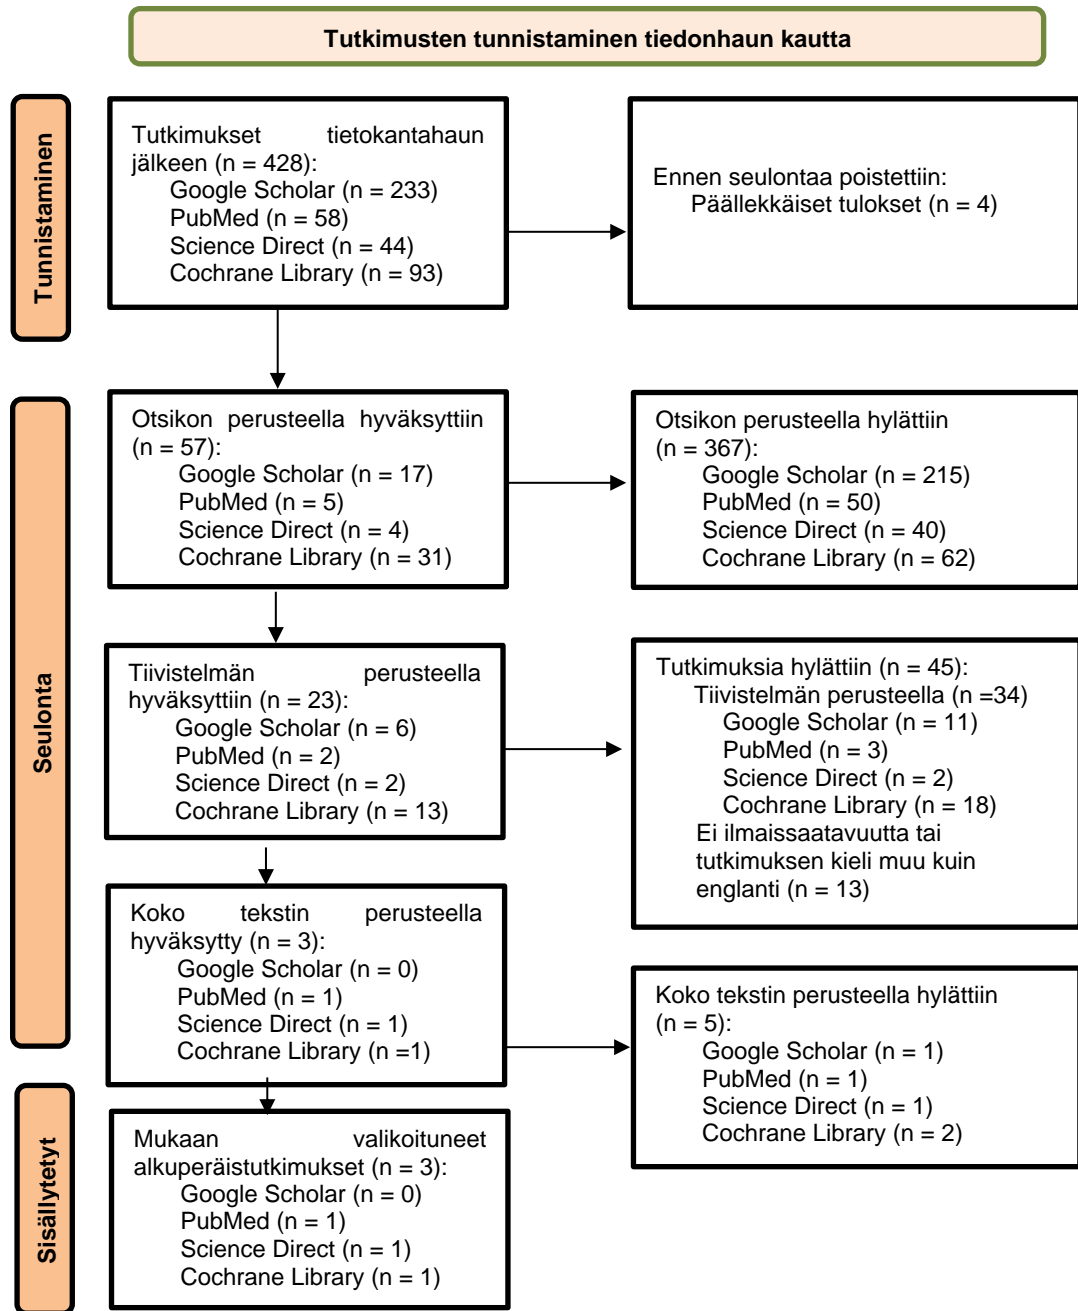 Tutkimusten tunnistaminen tiedonhaun kautta
Tunnistaminen
Tutkimukset tietokantahaun
jälkeen (n = 428):
Google Scholar (n = 233)
PubMed (n = 58)
Science Direct (n = 44)
Cochrane Library (n = 93)
Ennen seulontaa poistettiin:
Päällekkäiset tulokset (n = 4)
Seulonta
Otsikon perusteella hyväksyttiin
(n = 57):
Google Scholar (n = 17)
PubMed (n = 5)
Science Direct (n = 4)
Cochrane Library (n = 31)
Otsikon perusteella hylättiin
(n = 367):
Google Scholar (n = 215)
PubMed (n = 50)
Science Direct (n = 40)
Cochrane Library (n = 62)
Tiivistelmän perusteella
hyväksyttiin (n = 23):
Google Scholar (n = 6)
PubMed (n = 2)
Science Direct (n = 2)
Cochrane Library (n = 13)
Tutkimuksia hylättiin (n = 45):
Tiivistelmän perusteella (n =34)
Google Scholar (n = 11)
PubMed (n = 3)
Science Direct (n = 2)
Cochrane Library (n = 18)
Ei ilmaissaatavuutta tai
tutkimuksen kieli muu kuin
englanti (n = 13)
Koko tekstin perusteella
hyväksytty (n = 3):
Google Scholar (n = 0)
PubMed (n = 1)
Science Direct (n = 1)
Cochrane Library (n =1)
Koko tekstin perusteella hylättiin
(n = 5):
Google Scholar (n = 1)
PubMed (n = 1)
Science Direct (n = 1)
Cochrane Library (n = 2)
Sisällytetyt
Mukaan valikoituneet
alkuperäistutkimukset (n = 3):
Google Scholar (n = 0)
PubMed (n = 1)
Science Direct (n = 1)
Cochrane Library (n = 1)